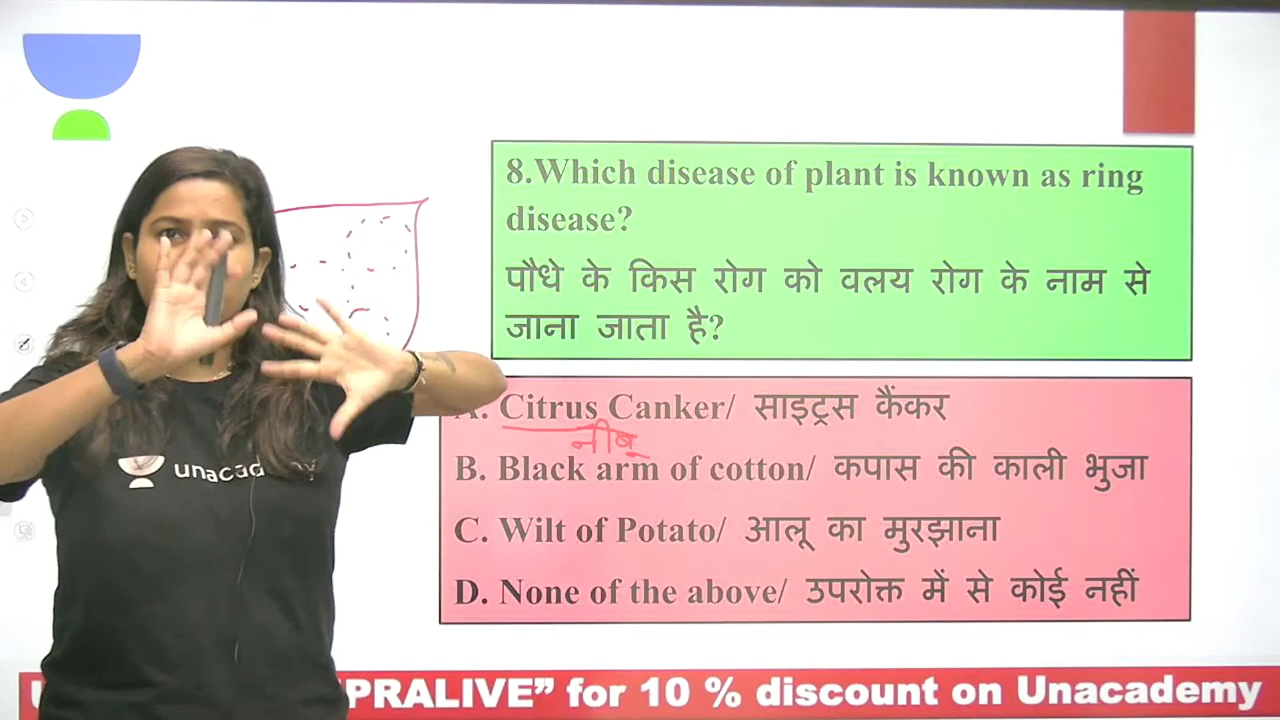 8.Which disease of plant is known as ring
disease?
पौधे के किस रोग को वलय रोग के नाम से
जाना जाता है?
A. Citrus Canker/ साइट्रस कैंकर
नीबू
B. Black arm of cotton/ कपास की काली भुजा
C. Wilt of Potato/ आलू का मुरझाना
D. None of the above/ उपरोक्त में से कोई नहीं
unacademy
"PRALIVE” for 10 % discount on Unacademy